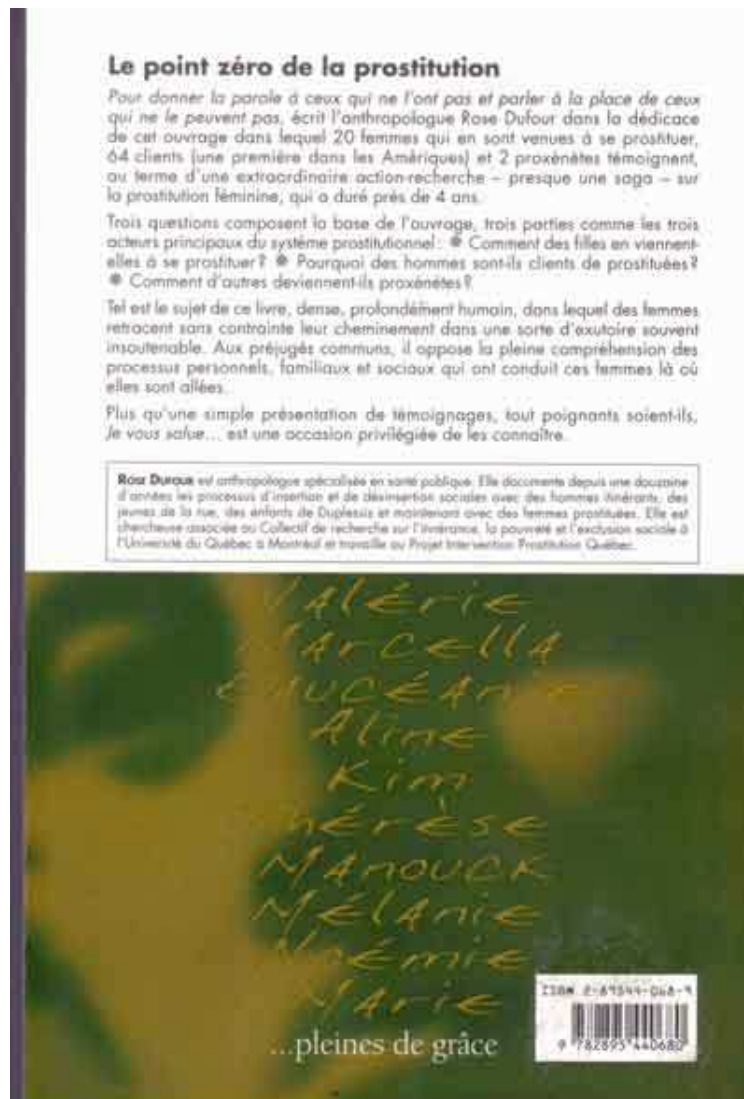 Le point zéro de la prostitution
Pour donner la parole à ceux qui ne l'ont pas et parler à la place de ceux
qui ne le peuvent pas, écrit l'anthropologue Rose Dufour dans la dédicace
de cet ouvrage dans lequel 20 femmes qui en sont venues à se prostituer,
64 clients (une première dans les Amériques) et 2 proxénètes témoignent,
au terme d'une extraordinaire action-recherche – presque une saga – sur
la prostitution féminine, qui a duré près de 4 ans.
Trois questions composent la base de l'ouvrage, trois parties comme les trois
acteurs principaux du système prostitutionnel : * Comment des filles en viennent-
elles à se prostituer ? * Pourquoi des hommes sont-ils clients de prostituées ?
* Comment d'autres deviennent-ils proxénètes ?
Tel est le sujet de ce livre, dense, profondément humain, dans lequel des femmes
retracent sans contrainte leur cheminement dans une sorte d'exutoire souvent
insoutenable. Aux préjugés communs, il oppose la pleine compréhension des
processus personnels, familiaux et sociaux qui ont conduit ces femmes là où
elles sont allées.
Plus qu'une simple présentation de témoignages, tout poignants soient-ils,
Je vous salue... est une occasion privilégiée de les connaître.
Rose Dufour est anthropologue spécialisée en santé publique. Elle documente depuis une douzaine
d'années les processus d'insertion et de désinsertion sociales avec des hommes itinérants, des
jeunes de la rue, des enfants de Duplessis et maintenant avec des femmes prostituées. Elle est
chercheuse associée au Collectif de recherche sur l'itinérance, la pauvreté et l'exclusion sociale à
l'Université du Québec à Montréal et travaille au Projet Intervention Prostitution Québec.
Valérie
Marcella
Aline
Kim
Thérèse
Manouck
Mélanie
Noémie
Marie
...pleines de grâce
ISBN 2-89544-068-9
9 782895 440680